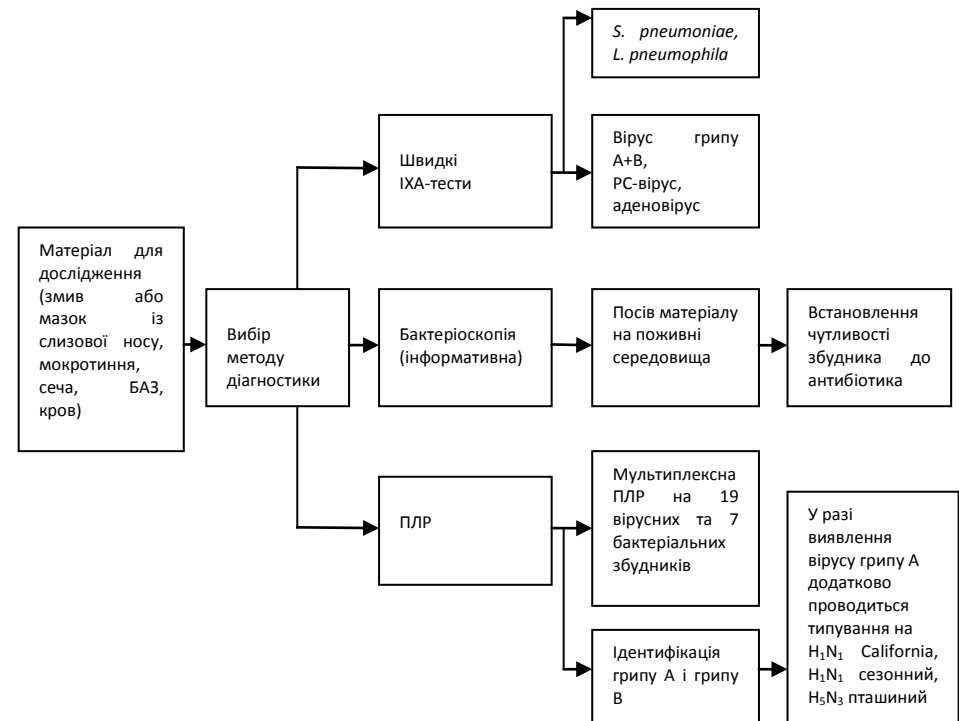 S. pneumoniae,
L. pneumophila
Швидкі
ІХА-тести
Вірус грипу
А+В,
РС-вірус,
аденовірус
Матеріал для
дослідження
(змив або
мазок із
слизової носу,
мокротиння,
сеча, БАЗ,
кров)
Вибір
методу
діагностики
Бактеріоскопія
(інформативна)
Посів матеріалу
на поживні
середовища
Встановлення
чутливості
збудника до
антибіотика
ПЛР
Мультиплексна
ПЛР на 19
вірусних та 7
бактеріальних
збудників
Ідентифікація
грипу А і грипу
В
У разі
виявлення
вірусу грипу А
додатково
проводиться
типування на
H₁N₁ California,
H₁N₁ сезонний,
H₅N₃ пташиний